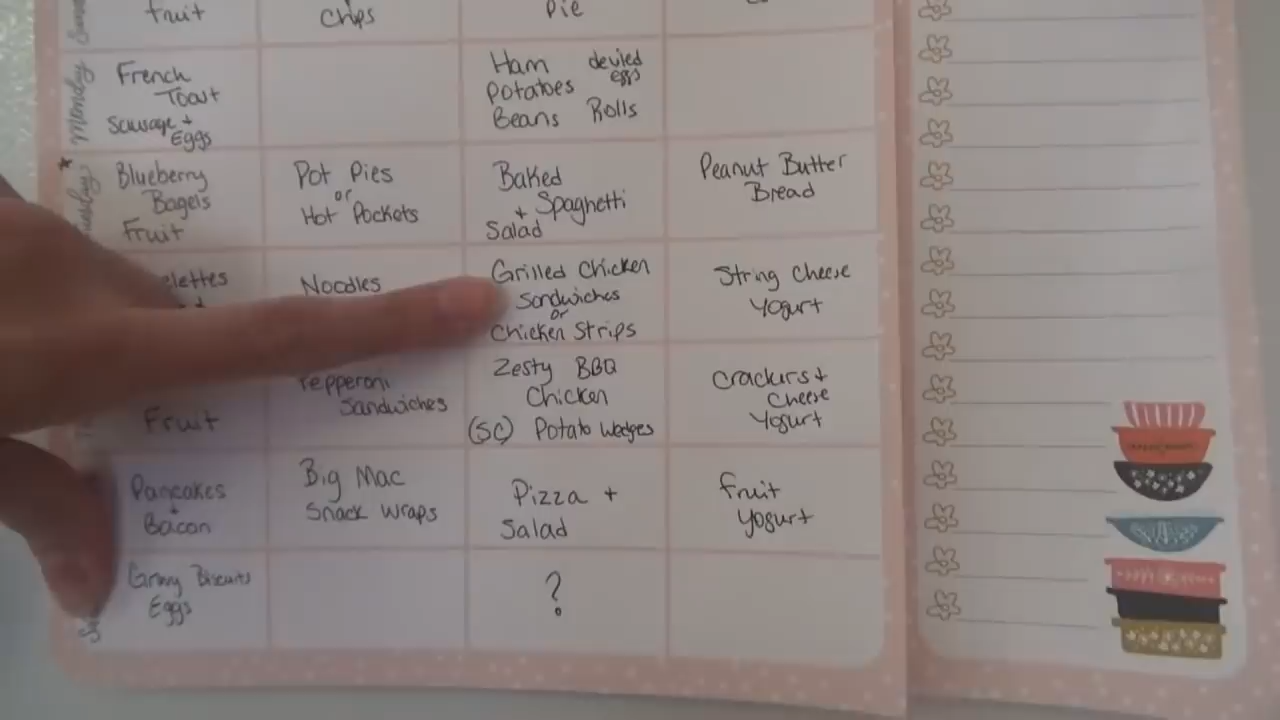 fruit
Chips
Pie
Monday
French
Toast
Sausage +
Eggs
Ham devied
eggs
Potatoes
Beans Rolls
Blueberry
Bagels
Fruit
Pot Pies
or
Hot Pockets
Baked
Spaghetti
+
Salad
Peanut Butter
Bread
Noodles
Grilled Chicken
Sandwiches
or
Chicken Strips
String Cheese
Yogurt
Fruit
Pepperoni
Sandwiches
Zesty BBQ
Chicken
(SC) Potato Wedges
Crackers +
Cheese
Yogurt
Pancakes
+
Bacon
Big Mac
Snack Wraps
Pizza +
Salad
fruit
Yogurt
Gravy Biscuits
Eggs
?